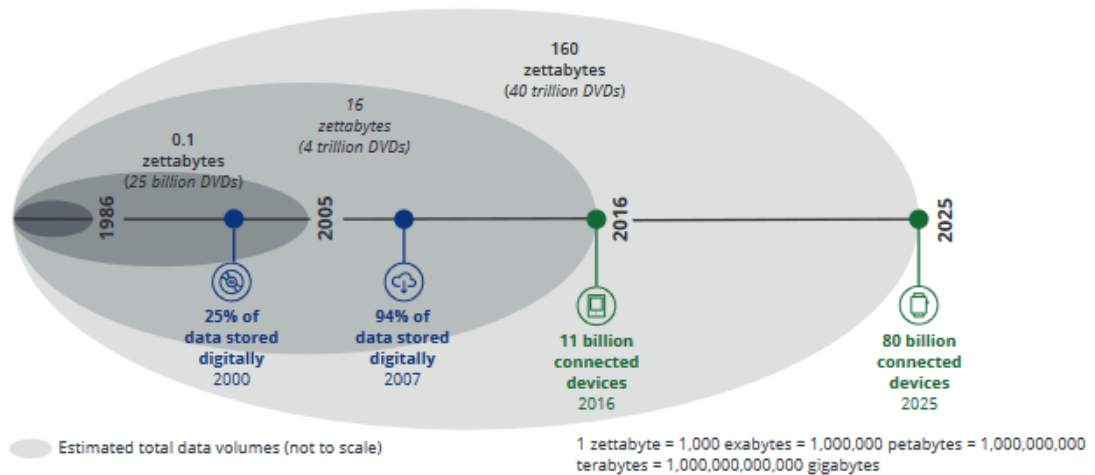 160
zettabytes
(40 trillion DVDs)
16
zettabytes
(4 trillion DVDs)
0.1
zettabytes
(25 billion DVDs)
1986
2005
2016
2025
25% of
data stored
digitally
2000
94% of
data stored
digitally
2007
11 billion
connected
devices
2016
80 billion
connected
devices
2025
Estimated total data volumes (not to scale)
1 zettabyte = 1,000 exabytes = 1,000,000 petabytes = 1,000,000,000
terabytes = 1,000,000,000,000 gigabytes